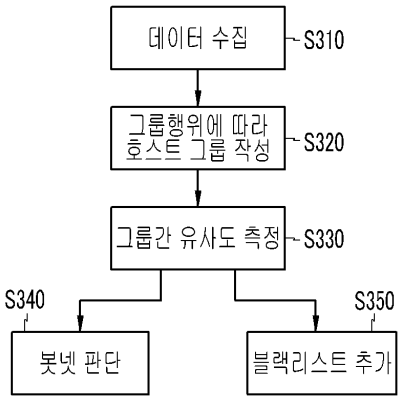 데이터 수집
S310
그룹행위에 따라
호스트 그룹 작성
S320
그룹간 유사도 측정
S330
S340
S350
봇넷 판단
블랙리스트 추가